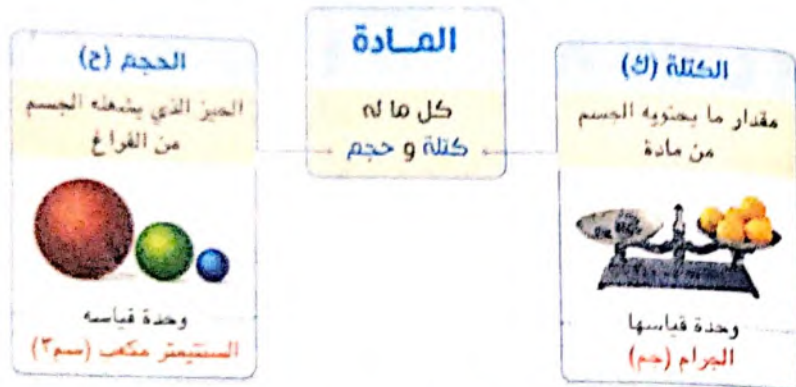 المادة
كل ما له
كتلة و حجم
الكتلة (ك)
مقدار ما يحتويه الجسم
من مادة
وحدة قياسها
الجرام (جم)
الحجم (ح)
الحيز الذي يشغله الجسم
من الفراغ
وحدة قياسه
السنتيمتر مكعب (سم٣)